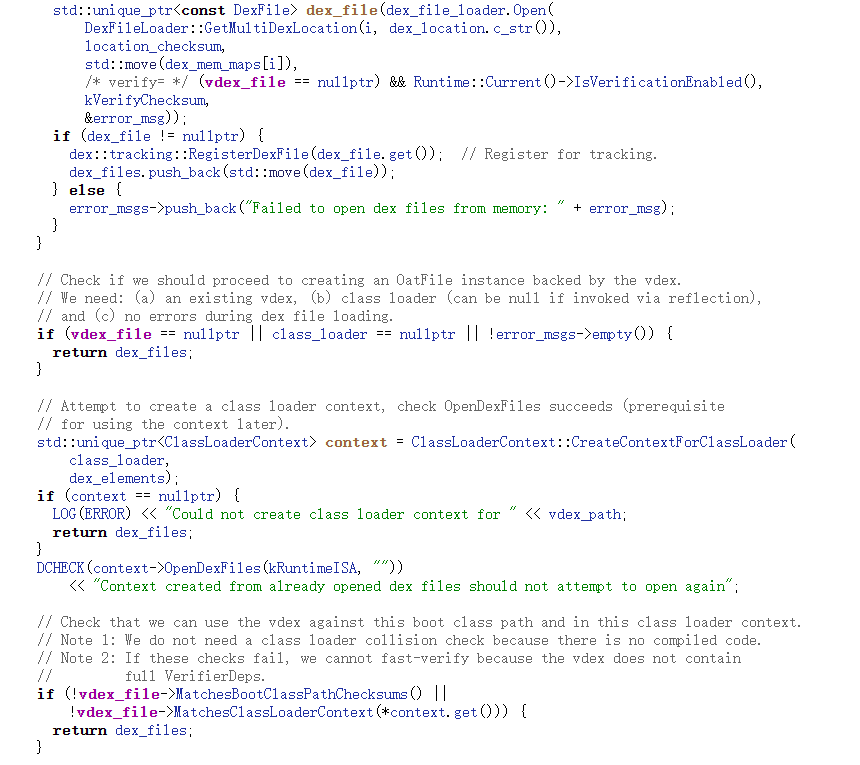 std::unique_ptr<const DexFile> dex_file(dex_file_loader.Open(
    DexFileLoader::GetMultiDexLocation(i, dex_location.c_str()),
    location_checksum,
    std::move(dex_mem_maps[i]),
    /* verify= */ (vdex_file == nullptr) && Runtime::Current()->IsVerificationEnabled(),
    kVerifyChecksum,
    &error_msg));
if (dex_file != nullptr) {
  dex::tracking::RegisterDexFile(dex_file.get());  // Register for tracking.
  dex_files.push_back(std::move(dex_file));
} else {
  error_msgs->push_back("Failed to open dex files from memory: " + error_msg);
}
}
// Check if we should proceed to creating an OatFile instance backed by the vdex.
// We need: (a) an existing vdex, (b) class loader (can be null if invoked via reflection),
// and (c) no errors during dex file loading.
if (vdex_file == nullptr || class_loader == nullptr || !error_msgs->empty()) {
  return dex_files;
}
// Attempt to create a class loader context, check OpenDexFiles succeeds (prerequisite
// for using the context later).
std::unique_ptr<ClassLoaderContext> context = ClassLoaderContext::CreateContextForClassLoader(
    class_loader,
    dex_elements);
if (context == nullptr) {
  LOG(ERROR) << "Could not create class loader context for " << vdex_path;
  return dex_files;
}
DCHECK(context->OpenDexFiles(kRuntimeISA, ""))
    << "Context created from already opened dex files should not attempt to open again";
// Check that we can use the vdex against this boot class path and in this class loader context.
// Note 1: We do not need a class loader collision check because there is no compiled code.
// Note 2: If these checks fail, we cannot fast-verify because the vdex does not contain
//         full VerifierDeps.
if (!vdex_file->MatchesBootClassPathChecksums() ||
    !vdex_file->MatchesClassLoaderContext(*context.get())) {
  return dex_files;
}